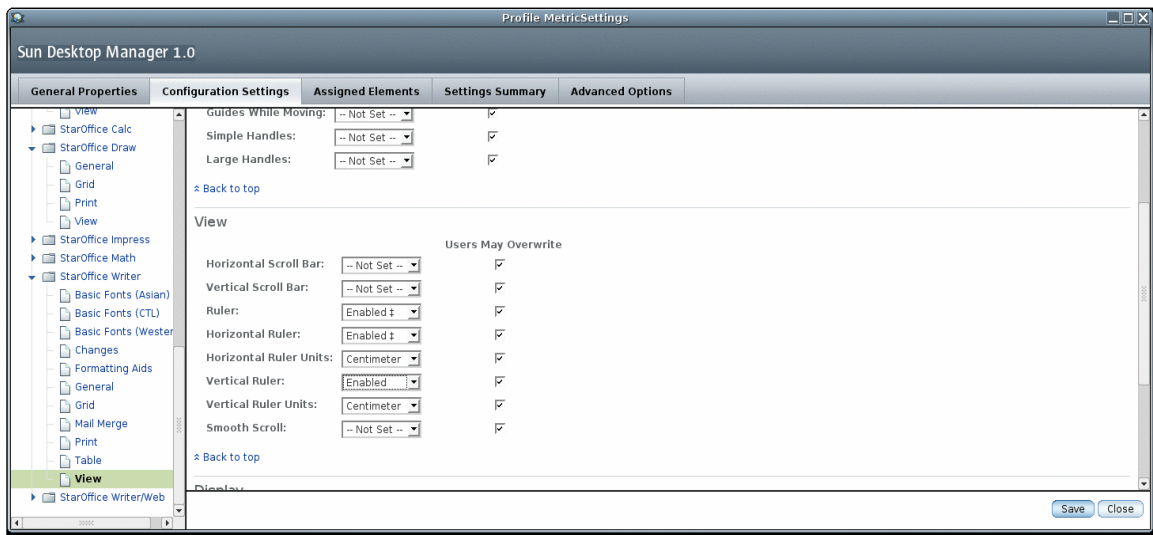 Profile MetricSettings
Sun Desktop Manager 1.0
General Properties Configuration Settings Assigned Elements Settings Summary Advanced Options
View
StarOffice Calc
StarOffice Draw
General
Grid
Print
View
StarOffice Impress
StarOffice Math
StarOffice Writer
Basic Fonts (Asian)
Basic Fonts (CTL)
Basic Fonts (Wester
Changes
Formatting Aids
General
Grid
Mail Merge
Print
Table
View
StarOffice Writer/Web
Guides While Moving: -- Not Set --
Simple Handles: -- Not Set --
Large Handles: -- Not Set --
Back to top
View
Users May Overwrite
Horizontal Scroll Bar: -- Not Set --
Vertical Scroll Bar: -- Not Set --
Ruler: Enabled ‡
Horizontal Ruler: Enabled ‡
Horizontal Ruler Units: Centimeter
Vertical Ruler: Enabled
Vertical Ruler Units: Centimeter
Smooth Scroll: -- Not Set --
Back to top
Display
Save Close